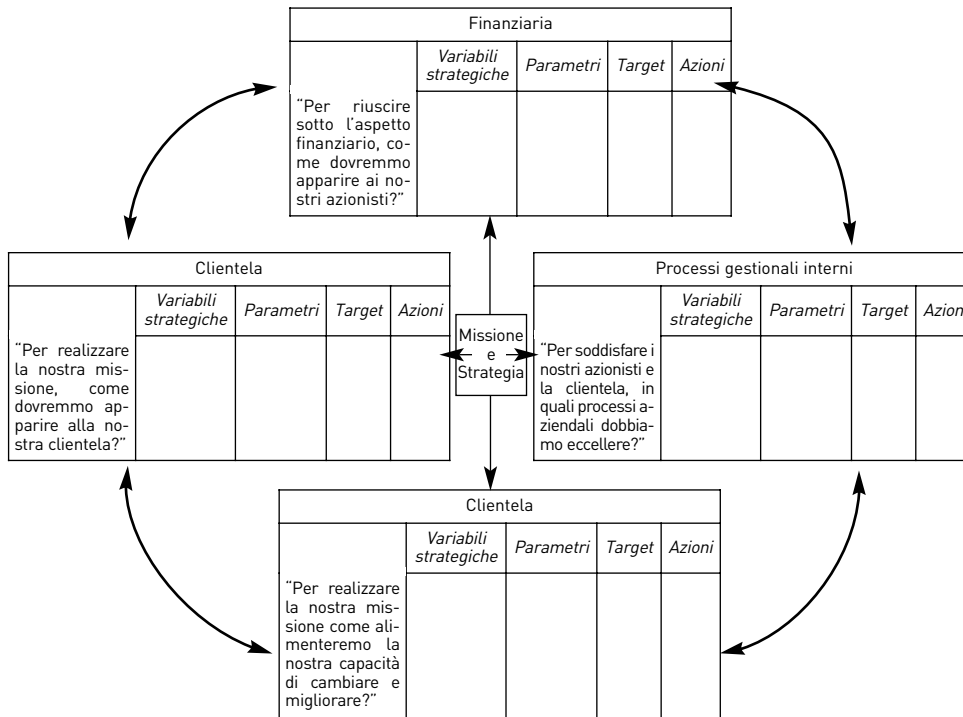 Finanziaria
Variabili
strategiche
Parametri
Target
Azioni
“Per riuscire
sotto l'aspetto
finanziario, co-
me dovremmo
apparire ai no-
stri azionisti?”
Clientela
Variabili
strategiche
Parametri
Target
Azioni
“Per realizzare
la nostra mis-
sione, come
dovremmo ap-
parire alla no-
stra clientela?”
Missione
e
Strategia
Processi gestionali interni
Variabili
strategiche
Parametri
Target
Azion
“Per soddisfare i
nostri azionisti e
la clientela, in
quali processi a-
ziendali dobbia-
mo eccellere?”
Clientela
Variabili
strategiche
Parametri
Target
Azioni
“Per realizzare
la nostra mis-
sione come ali-
menteremo la
nostra capacità
di cambiare e
migliorare?”